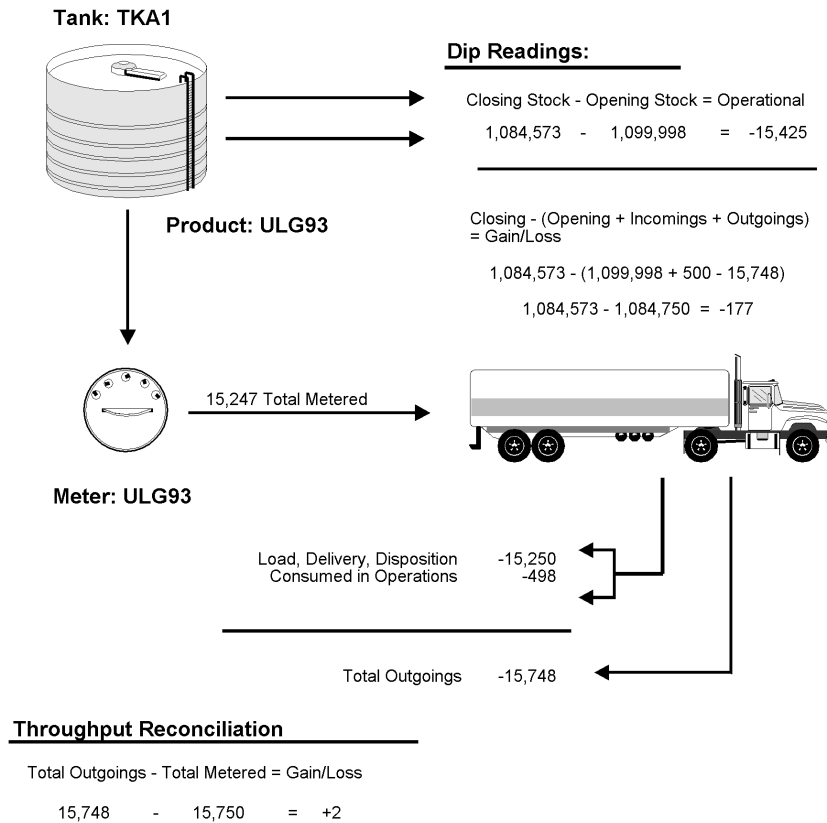 Tank: TKA1
Dip Readings:
Closing Stock - Opening Stock = Operational
1,084,573 - 1,099,998 = -15,425
Product: ULG93
Closing - (Opening + Incomings + Outgoings)
= Gain/Loss
1,084,573 - (1,099,998 + 500 - 15,748)
1,084,573 - 1,084,750 = -177
15,247 Total Metered
Meter: ULG93
Load, Delivery, Disposition -15,250
Consumed in Operations -498
Total Outgoings -15,748
Throughput Reconciliation
Total Outgoings - Total Metered = Gain/Loss
15,748 - 15,750 = +2